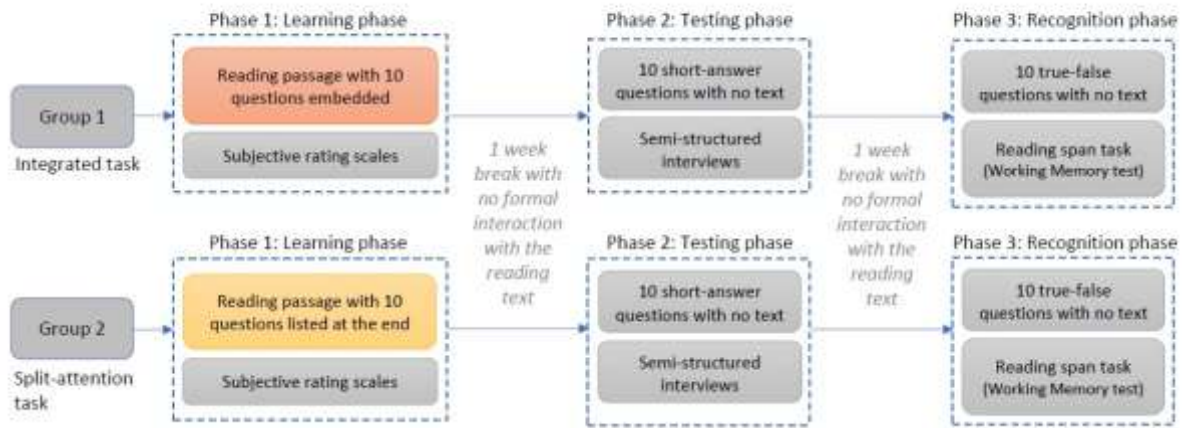 Phase 1: Learning phase
Phase 2: Testing phase
Phase 3: Recognition phase
Group 1
Integrated task
Reading passage with 10
questions embedded
Subjective rating scales
1 week
break with
no formal
interaction
with the
reading
text
10 short-answer
questions with no text
Semi-structured
interviews
1 week
break with
no formal
interaction
with the
reading
text
10 true-false
questions with no text
Reading span task
(Working Memory test)
Phase 1: Learning phase
Phase 2: Testing phase
Phase 3: Recognition phase
Group 2
Split-attention
task
Reading passage with 10
questions listed at the end
Subjective rating scales
10 short-answer
questions with no text
Semi-structured
interviews
10 true-false
questions with no text
Reading span task
(Working Memory test)